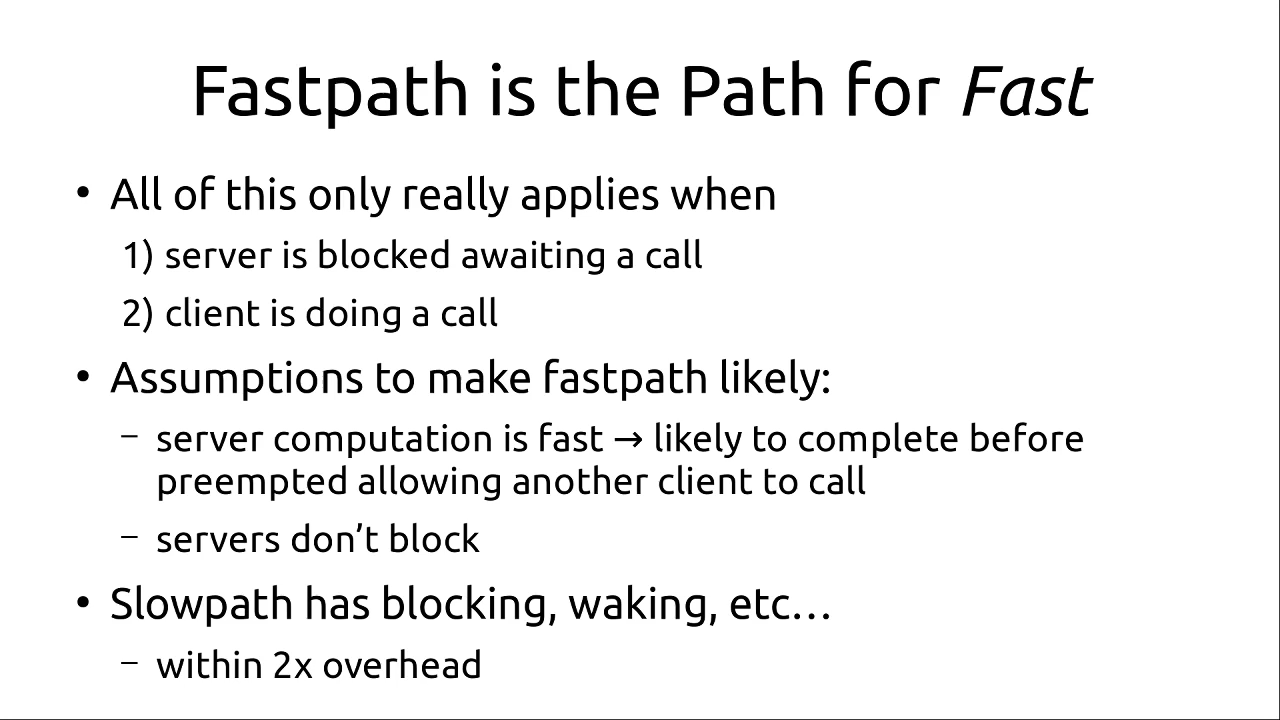 Fastpath is the Path for Fast
• All of this only really applies when
1) server is blocked awaiting a call
2) client is doing a call
• Assumptions to make fastpath likely:
– server computation is fast → likely to complete before
preempted allowing another client to call
– servers don’t block
• Slowpath has blocking, waking, etc…
– within 2x overhead